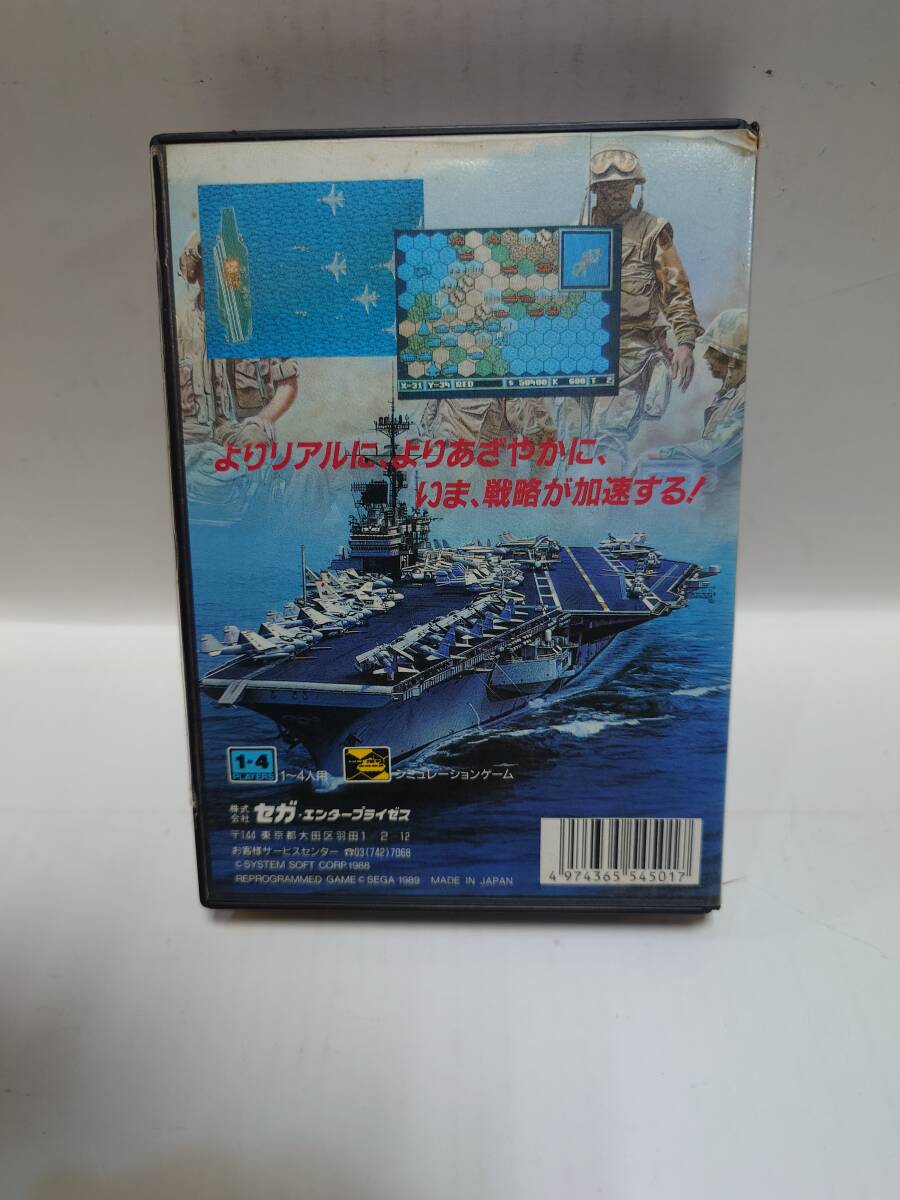 X-31 Y-34 RED $ 50400 K 600 T 2
よりリアルに、よりあざやかに、
いま、戦略が加速する!
1-4
PLAYERS
1〜4人用
シミュレーションゲーム
株式会社 セガ・エンタープライゼス
〒144 東京都大田区羽田1 2 12
お客様サービスセンター ☎03(742)7068
© SYSTEM SOFT CORP. 1988
REPROGRAMMED GAME © SEGA 1989 MADE IN JAPAN
4 974365 545017